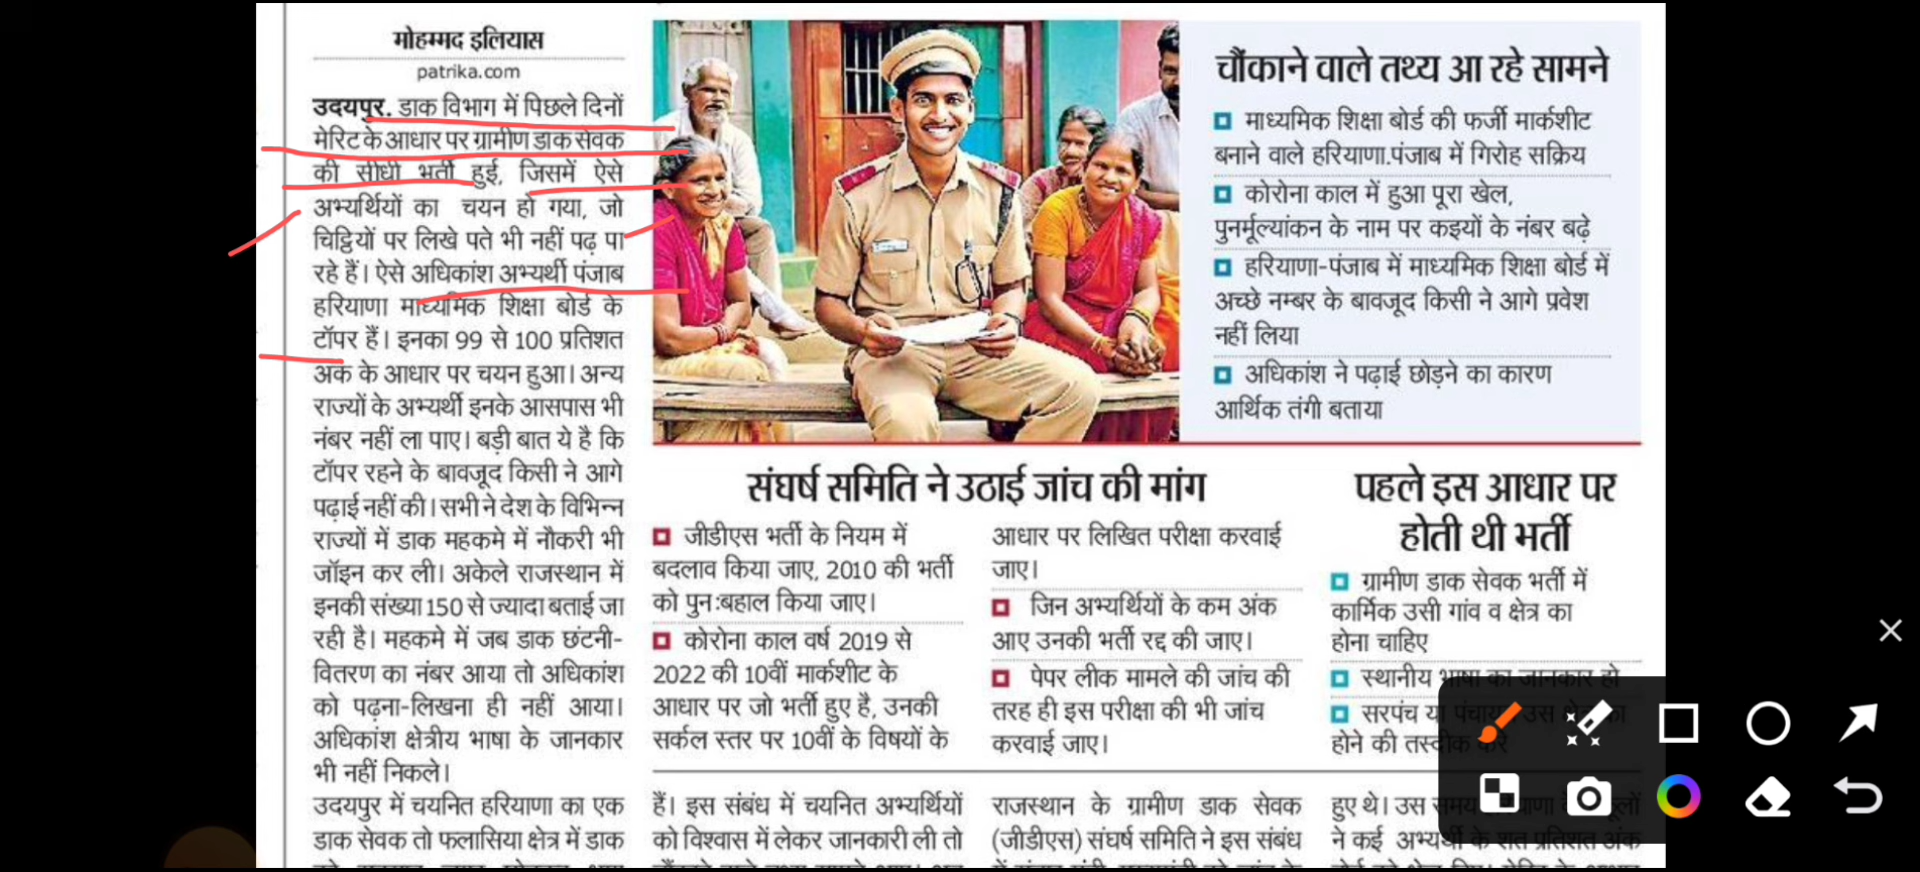 मोहम्मद इलियास
patrika.com
उदयपुर. डाक विभाग में पिछले दिनों
मेरिट के आधार पर ग्रामीण डाक सेवक
की सीधी भर्ती हुई, जिसमें ऐसे
अभ्यर्थियों का चयन हो गया, जो
चिट्ठियों पर लिखे पते भी नहीं पढ़ पा
रहे हैं। ऐसे अधिकांश अभ्यर्थी पंजाब
हरियाणा माध्यमिक शिक्षा बोर्ड के
टॉपर हैं। इनका 99 से 100 प्रतिशत
अंक के आधार पर चयन हुआ। अन्य
राज्यों के अभ्यर्थी इनके आसपास भी
नंबर नहीं ला पाए। बड़ी बात ये है कि
टॉपर रहने के बावजूद किसी ने आगे
पढ़ाई नहीं की। सभी ने देश के विभिन्न
राज्यों में डाक महकमे में नौकरी भी
जॉइन कर ली। अकेले राजस्थान में
इनकी संख्या 150 से ज्यादा बताई जा
रही है। महकमे में जब डाक छंटनी-
वितरण का नंबर आया तो अधिकांश
को पढ़ना-लिखना ही नहीं आया।
अधिकांश क्षेत्रीय भाषा के जानकार
भी नहीं निकले।
उदयपुर में चयनित हरियाणा का एक
डाक सेवक तो फलासिया क्षेत्र में डाक
चौंकाने वाले तथ्य आ रहे सामने
माध्यमिक शिक्षा बोर्ड की फर्जी मार्कशीट
बनाने वाले हरियाणा.पंजाब में गिरोह सक्रिय
कोरोना काल में हुआ पूरा खेल,
पुनर्मूल्यांकन के नाम पर कइयों के नंबर बढ़े
हरियाणा-पंजाब में माध्यमिक शिक्षा बोर्ड में
अच्छे नम्बर के बावजूद किसी ने आगे प्रवेश
नहीं लिया
अधिकांश ने पढ़ाई छोड़ने का कारण
आर्थिक तंगी बताया
संघर्ष समिति ने उठाई जांच की मांग
जीडीएस भर्ती के नियम में
बदलाव किया जाए, 2010 की भर्ती
को पुन:बहाल किया जाए।
कोरोना काल वर्ष 2019 से
2022 की 10वीं मार्कशीट के
आधार पर जो भर्ती हुए है, उनकी
सर्कल स्तर पर 10वीं के विषयों के
आधार पर लिखित परीक्षा करवाई
जाए।
जिन अभ्यर्थियों के कम अंक
आए उनकी भर्ती रद्द की जाए।
पेपर लीक मामले की जांच की
तरह ही इस परीक्षा की भी जांच
करवाई जाए।
पहले इस आधार पर
होती थी भर्ती
ग्रामीण डाक सेवक भर्ती में
कार्मिक उसी गांव व क्षेत्र का
होना चाहिए
स्थानीय भाषा का जानकार हो
सरपंच या पंचायत उस क्षेत्र का
होने की तस्दीक करे
हैं। इस संबंध में चयनित अभ्यर्थियों
को विश्वास में लेकर जानकारी ली तो
राजस्थान के ग्रामीण डाक सेवक
(जीडीएस) संघर्ष समिति ने इस संबंध
हुए थे। उस समय
ने कई अभ्यर्थी के शत प्रतिशत अंक